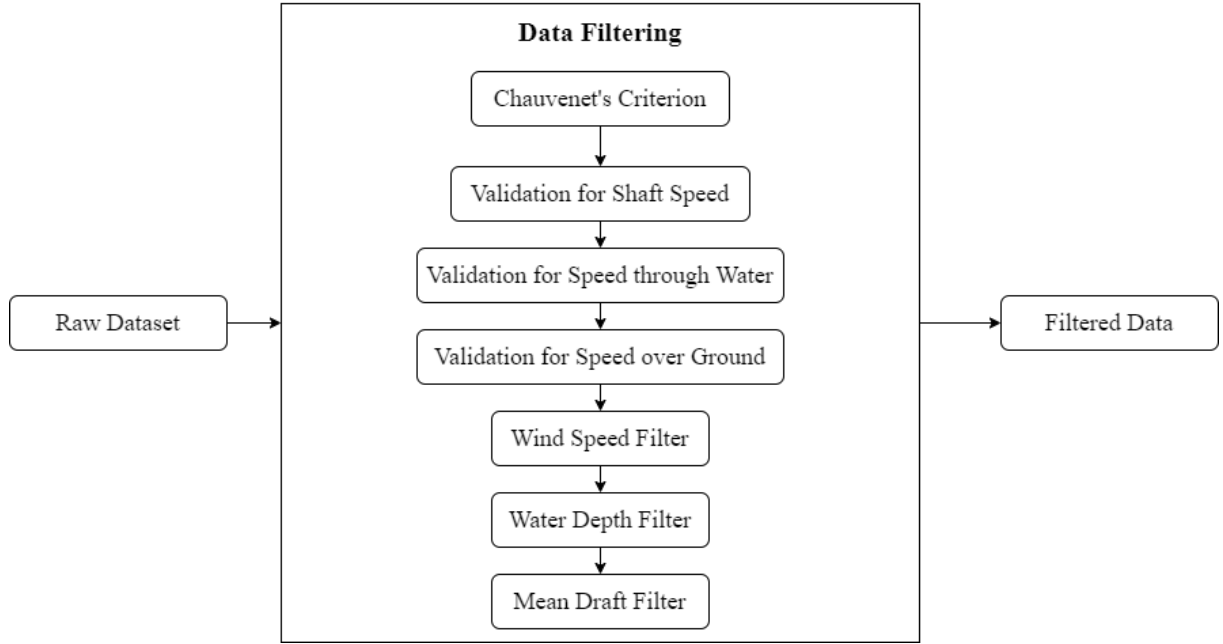 Data Filtering
Chauvenet's Criterion
Validation for Shaft Speed
Validation for Speed through Water
Raw Dataset
Filtered Data
Validation for Speed over Ground
Wind Speed Filter
Water Depth Filter
Mean Draft Filter